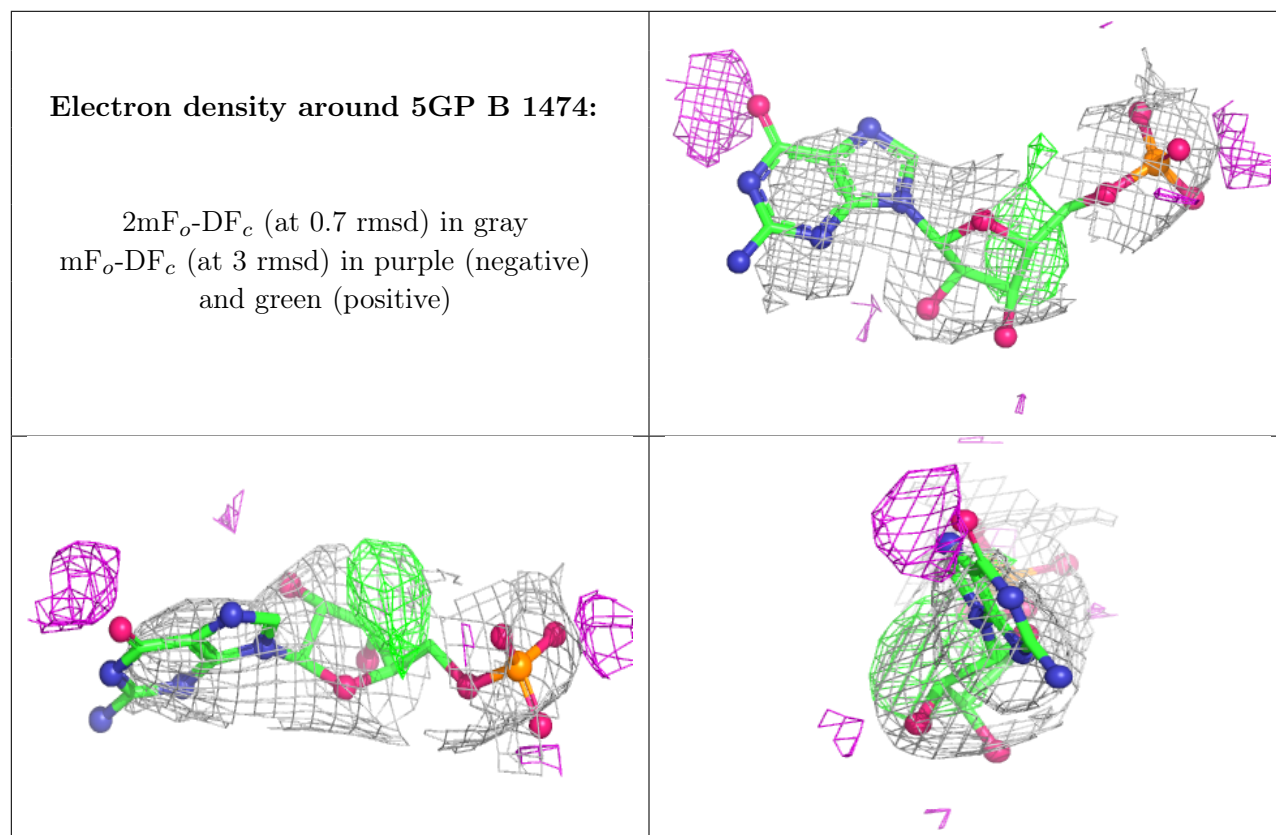 Electron density around 5GP B 1474:
2mFo-DFc (at 0.7 rmsd) in gray
mFo-DFc (at 3 rmsd) in purple (negative)
and green (positive)